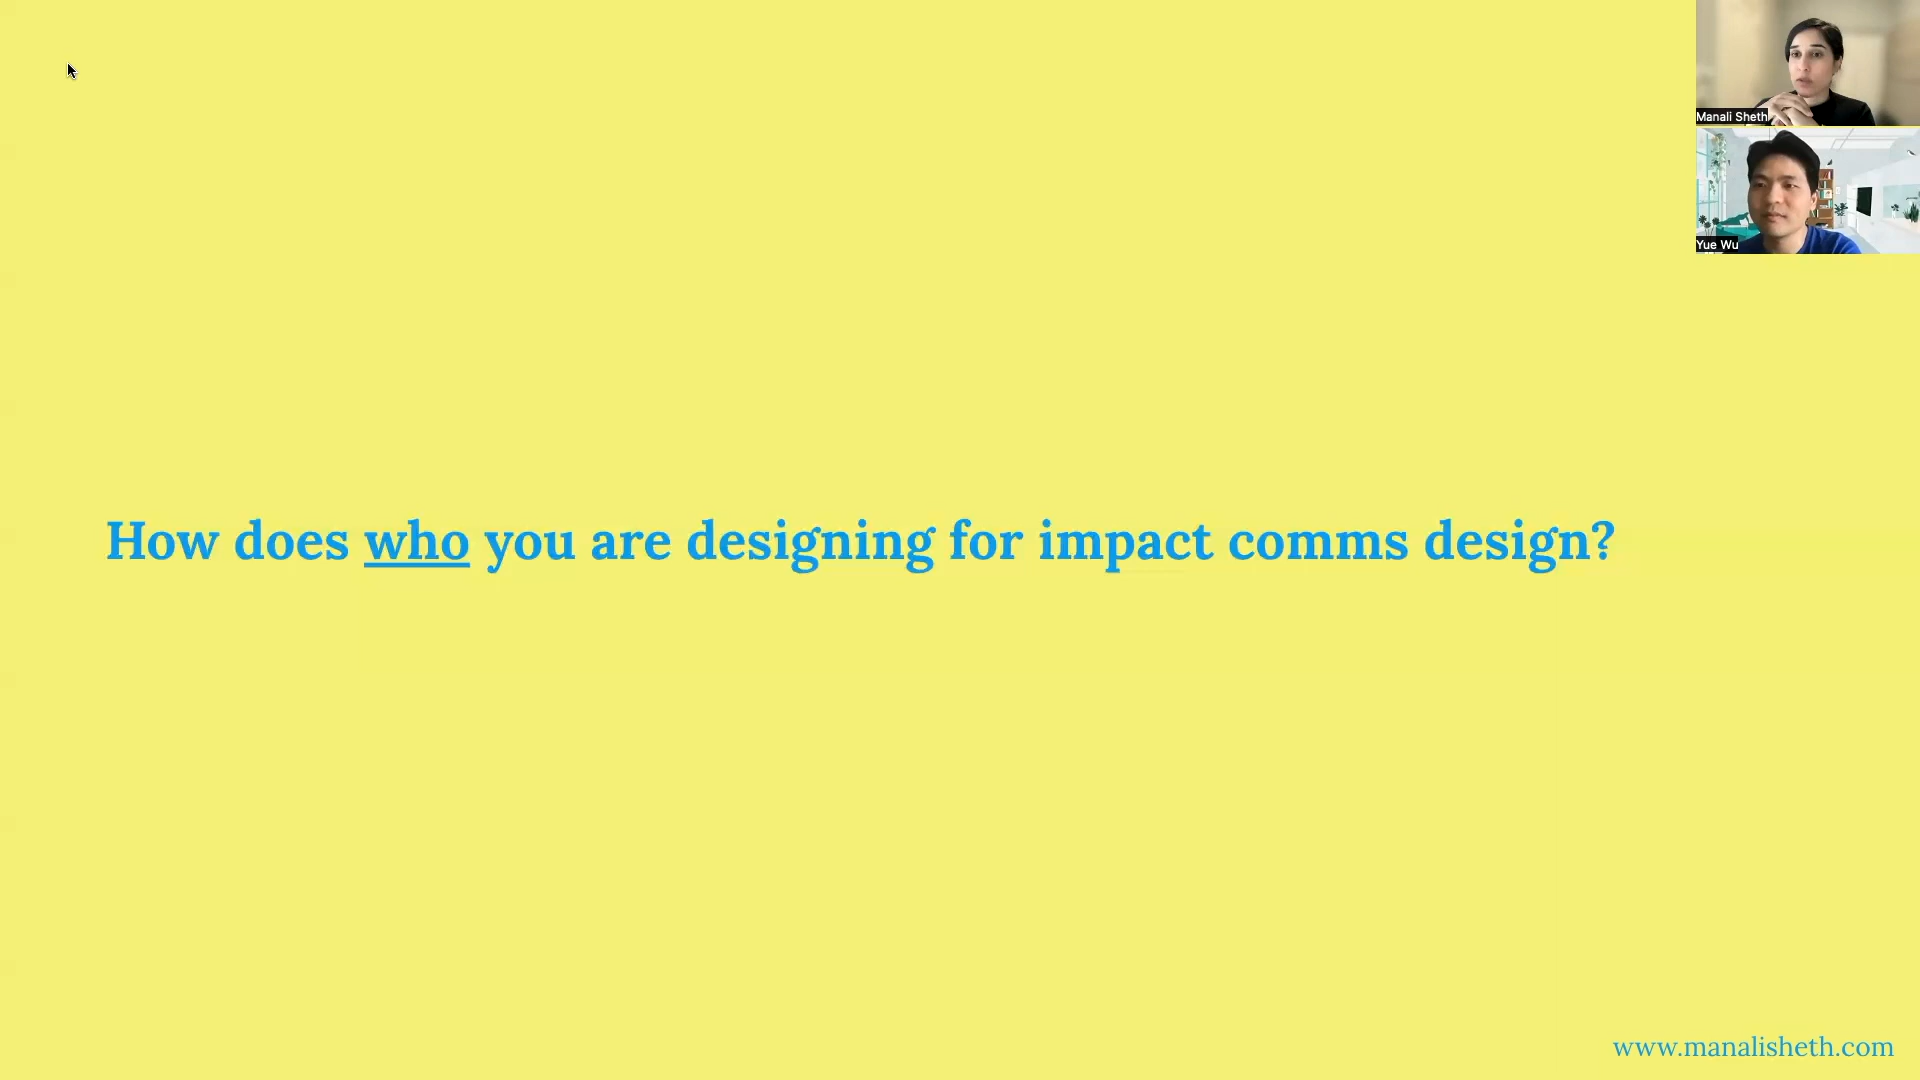 Manali Sheth
Yue Wu
How does who you are designing for impact comms design?
www.manalisheth.com